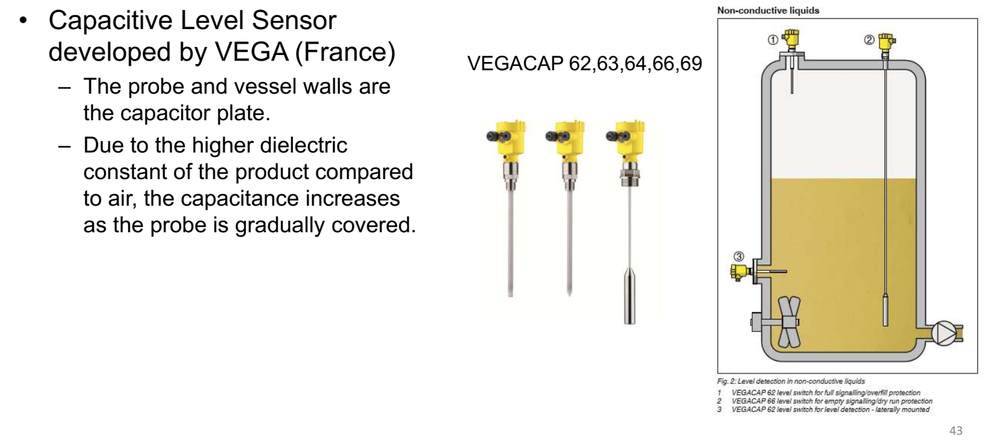 • Capacitive Level Sensor
developed by VEGA (France)
– The probe and vessel walls are
the capacitor plate.
– Due to the higher dielectric
constant of the product compared
to air, the capacitance increases
as the probe is gradually covered.
VEGACAP 62,63,64,66,69
Non-conductive liquids
①
②
③
Fig. 2: Level detection in non-conductive liquids
1 VEGACAP 62 level switch for full signalling/overfill protection
2 VEGACAP 66 level switch for empty signalling/dry run protection
3 VEGACAP 62 level switch for level detection - laterally mounted
43